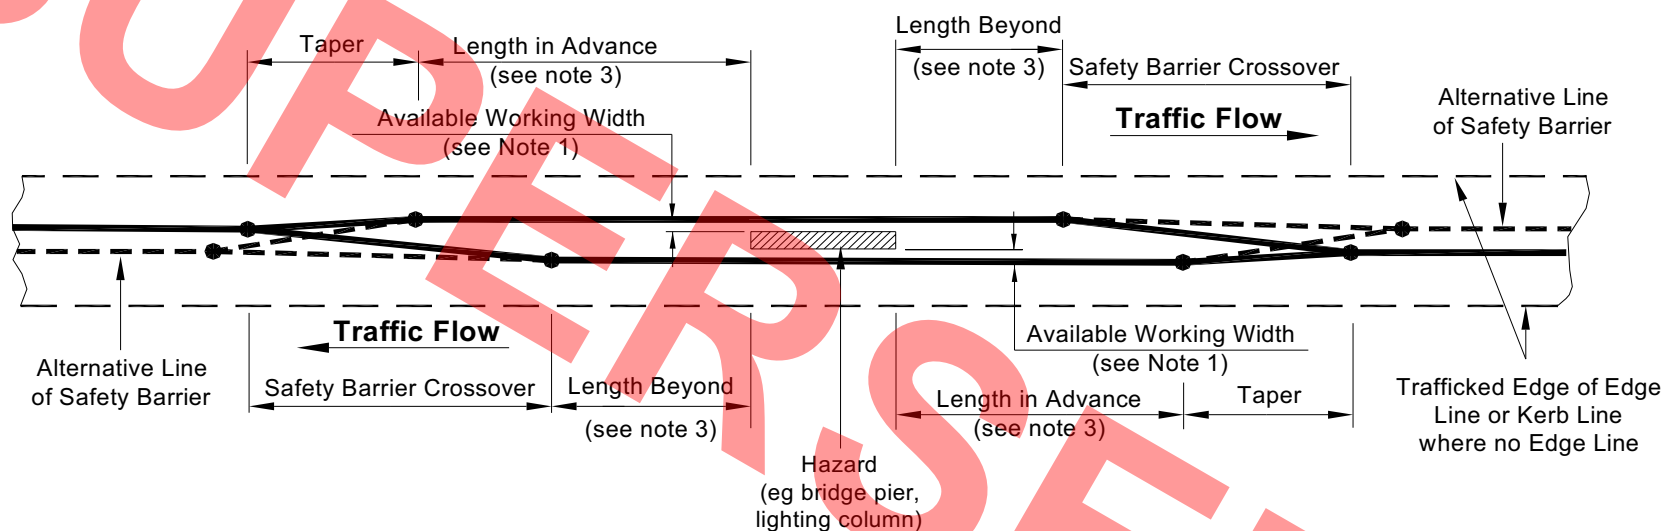 Length Beyond
(see note 3)
Taper
Length in Advance
(see note 3)
Safety Barrier Crossover
Available Working Width
(see Note 1)
Traffic Flow
Alternative Line
of Safety Barrier
Traffic Flow
Alternative Line
of Safety Barrier
Safety Barrier Crossover
Length Beyond
(see note 3)
Available Working Width
(see Note 1)
Length in Advance
(see note 3)
Taper
Trafficked Edge of Edge
Line or Kerb Line
where no Edge Line
Hazard
(eg bridge pier,
lighting column)
SUPERSE